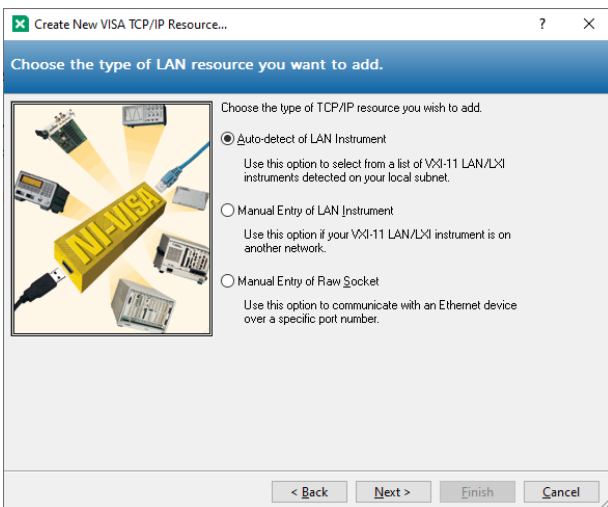 Create New VISA TCP/IP Resource...
?
Choose the type of LAN resource you want to add.
Choose the type of TCP/IP resource you wish to add.
Auto-detect of LAN Instrument
Use this option to select from a list of VXI-11 LAN/LXI
instruments detected on your local subnet.
Manual Entry of LAN Instrument
Use this option if your VXI-11 LAN/LXI instrument is on
another network.
Manual Entry of Raw Socket
Use this option to communicate with an Ethernet device
over a specific port number.
NI-VISA
< Back
Next >
Finish
Cancel